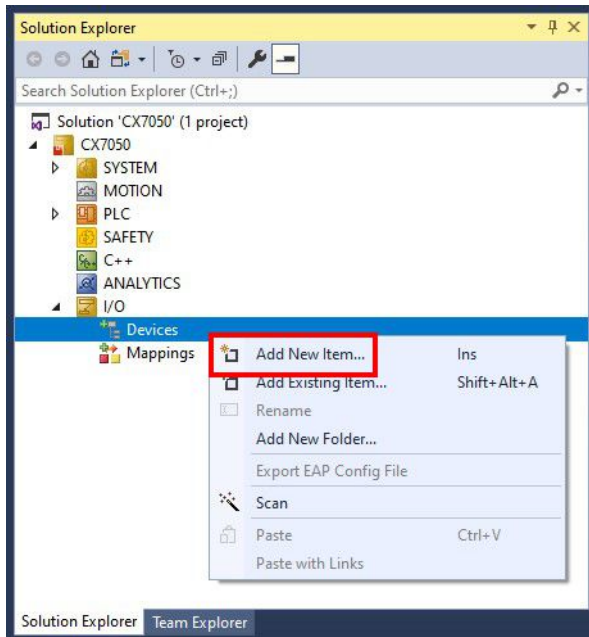 Solution Explorer
Search Solution Explorer (Ctrl+;)
Solution 'CX7050' (1 project)
CX7050
SYSTEM
MOTION
PLC
SAFETY
C++
ANALYTICS
I/O
Devices
Mappings
Add New Item... Ins
Add Existing Item... Shift+Alt+A
Rename
Add New Folder...
Export EAP Config File
Scan
Paste Ctrl+V
Paste with Links
Solution Explorer Team Explorer